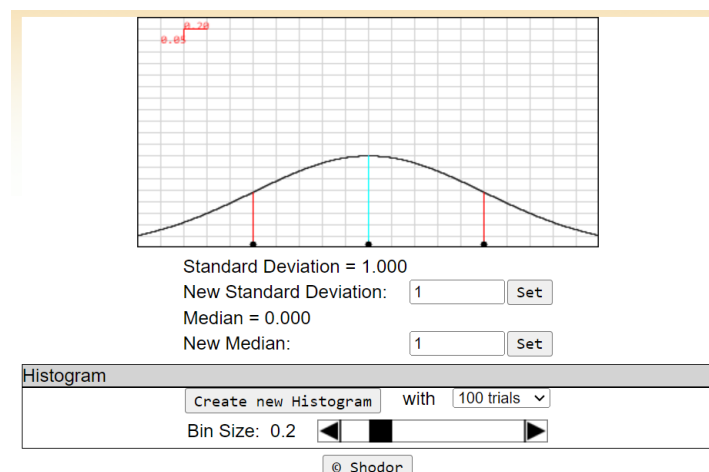 0.20
0.05
Standard Deviation = 1.000
New Standard Deviation: 1 Set
Median = 0.000
New Median: 1 Set
Histogram
Create new Histogram with 100 trials
Bin Size: 0.2
© Shodor